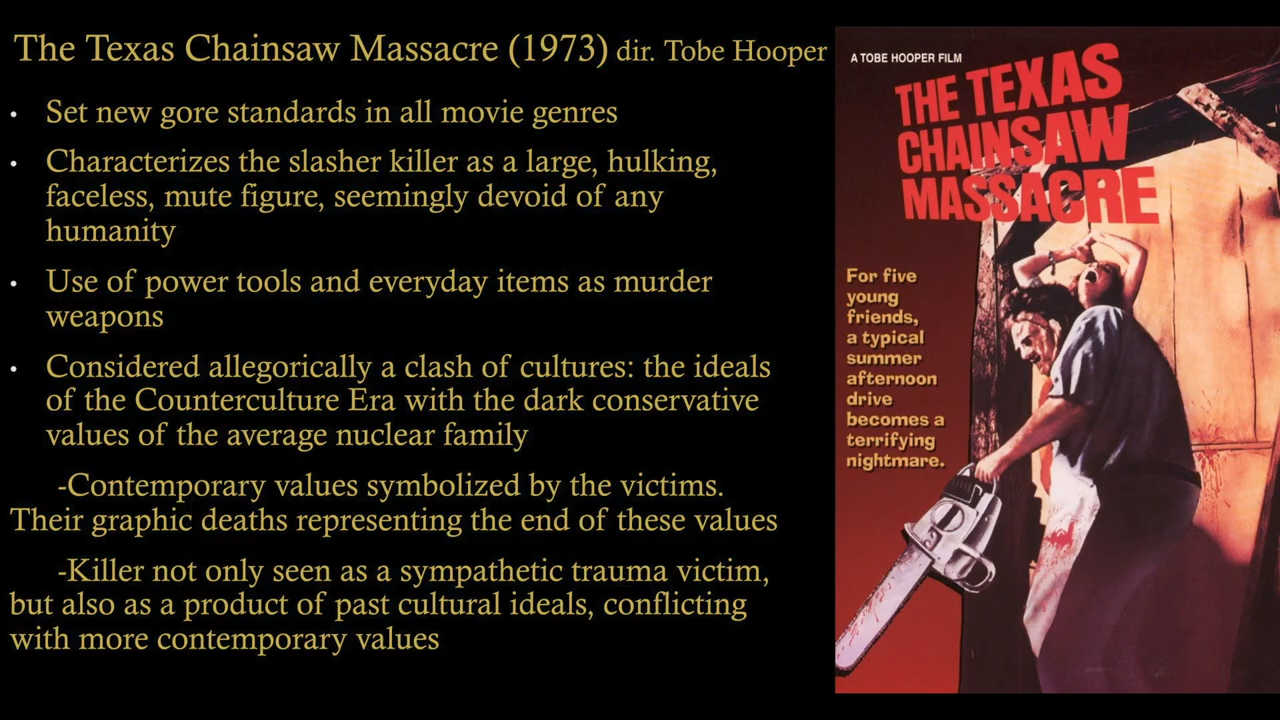 The Texas Chainsaw Massacre (1973) dir. Tobe Hooper
• Set new gore standards in all movie genres
• Characterizes the slasher killer as a large, hulking,
faceless, mute figure, seemingly devoid of any
humanity
• Use of power tools and everyday items as murder
weapons
• Considered allegorically a clash of cultures: the ideals
of the Counterculture Era with the dark conservative
values of the average nuclear family
-Contemporary values symbolized by the victims.
Their graphic deaths representing the end of these values
-Killer not only seen as a sympathetic trauma victim,
but also as a product of past cultural ideals, conflicting
with more contemporary values
A TOBE HOOPER FILM
THE TEXAS
CHAINSAW
MASSACRE
For five
young
friends,
a typical
summer
afternoon
drive
becomes a
terrifying
nightmare.